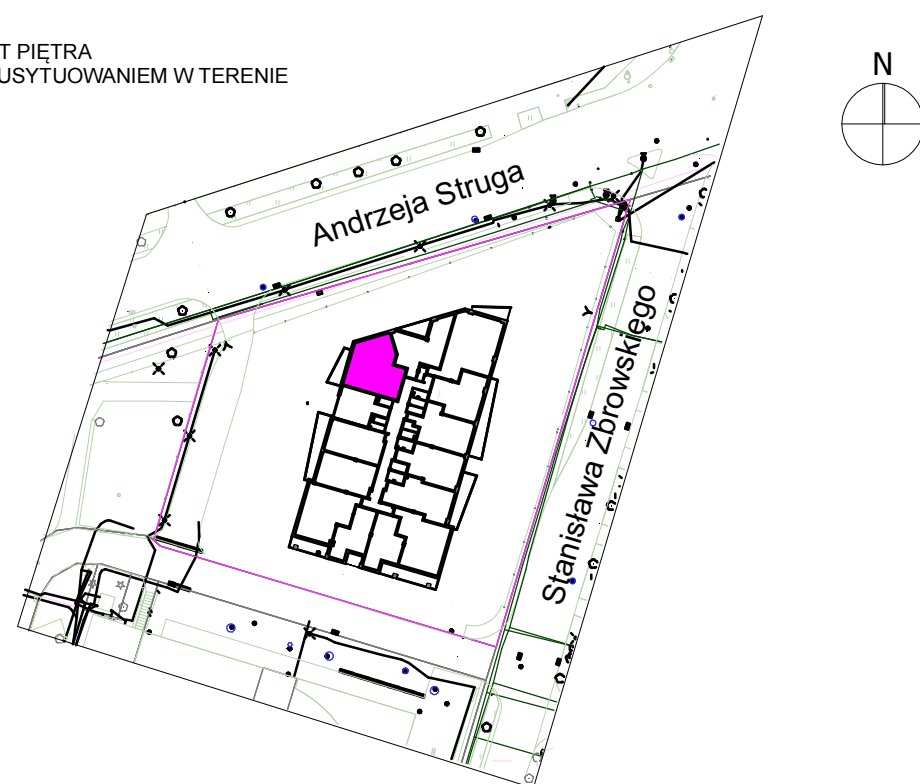 T PIĘTRA
USYTUOWANIEM W TERENIE
N
Andrzeja Struga
Stanisława Zbrowskiego